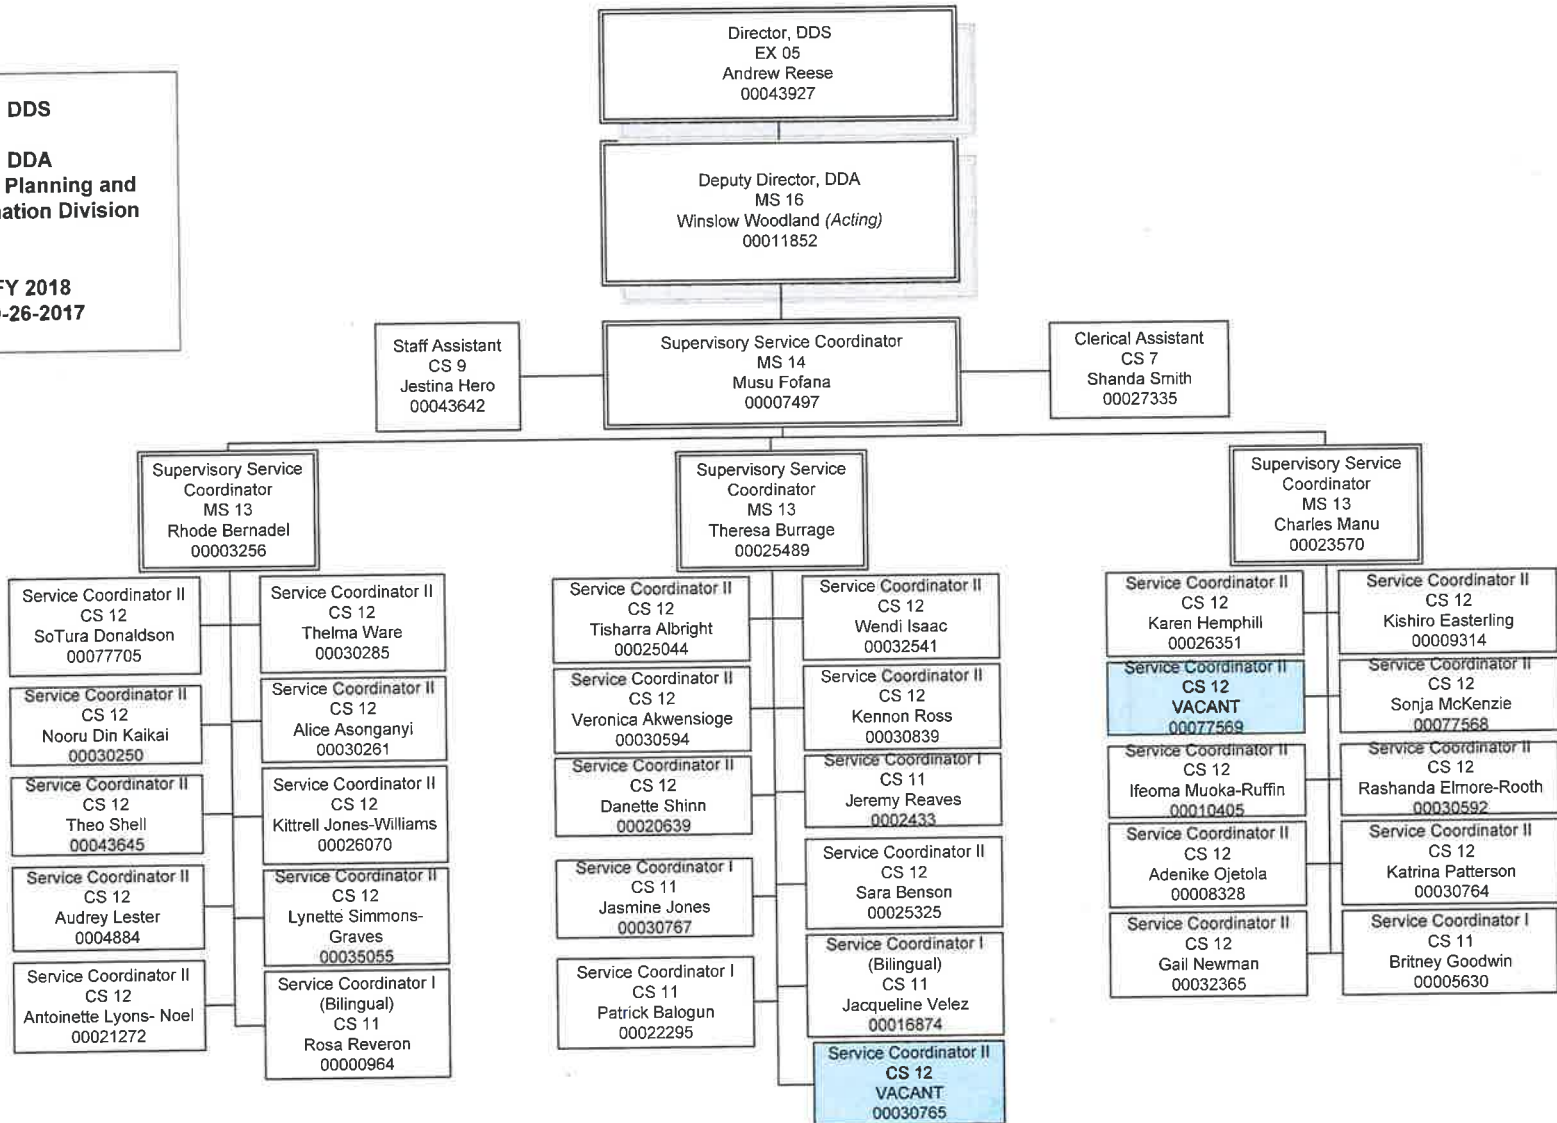 DDS
DDA
Planning and
ation Division
FY 2018
-26-2017
Director, DDS
EX 05
Andrew Reese
00043927
Deputy Director, DDA
MS 16
Winslow Woodland (Acting)
00011852
Staff Assistant
CS 9
Jestina Hero
00043642
Supervisory Service Coordinator
MS 14
Musu Fofana
00007497
Clerical Assistant
CS 7
Shanda Smith
00027335
Supervisory Service
Coordinator
MS 13
Rhode Bernadel
00003256
Supervisory Service
Coordinator
MS 13
Theresa Burrage
00025489
Supervisory Service
Coordinator
MS 13
Charles Manu
00023570
Service Coordinator II
CS 12
SoTura Donaldson
00077705
Service Coordinator II
CS 12
Thelma Ware
00030285
Service Coordinator II
CS 12
Nooru Din Kaikai
00030250
Service Coordinator II
CS 12
Alice Asonganyi
00030261
Service Coordinator II
CS 12
Theo Shell
00043645
Service Coordinator II
CS 12
Kittrell Jones-Williams
00026070
Service Coordinator II
CS 12
Audrey Lester
0004884
Service Coordinator II
CS 12
Lynette Simmons-
Graves
00035055
Service Coordinator II
CS 12
Antoinette Lyons- Noel
00021272
Service Coordinator I
(Bilingual)
CS 11
Rosa Reveron
00000964
Service Coordinator II
CS 12
Tisharra Albright
00025044
Service Coordinator II
CS 12
Wendi Isaac
00032541
Service Coordinator II
CS 12
Veronica Akwensioge
00030594
Service Coordinator II
CS 12
Kennon Ross
00030839
Service Coordinator II
CS 12
Danette Shinn
00020639
Service Coordinator I
CS 11
Jeremy Reaves
0002433
Service Coordinator I
CS 11
Jasmine Jones
00030767
Service Coordinator II
CS 12
Sara Benson
00025325
Service Coordinator I
CS 11
Patrick Balogun
00022295
Service Coordinator I
(Bilingual)
CS 11
Jacqueline Velez
00016874
Service Coordinator II
CS 12
VACANT
00030765
Service Coordinator II
CS 12
Karen Hemphill
00026351
Service Coordinator II
CS 12
Kishiro Easterling
00009314
Service Coordinator II
CS 12
VACANT
00077569
Service Coordinator II
CS 12
Sonja McKenzie
00077568
Service Coordinator II
CS 12
Ifeoma Muoka-Ruffin
00010405
Service Coordinator II
CS 12
Rashanda Elmore-Rooth
00030592
Service Coordinator II
CS 12
Adenike Ojetola
00008328
Service Coordinator II
CS 12
Katrina Patterson
00030764
Service Coordinator II
CS 12
Gail Newman
00032365
Service Coordinator I
CS 11
Britney Goodwin
00005630